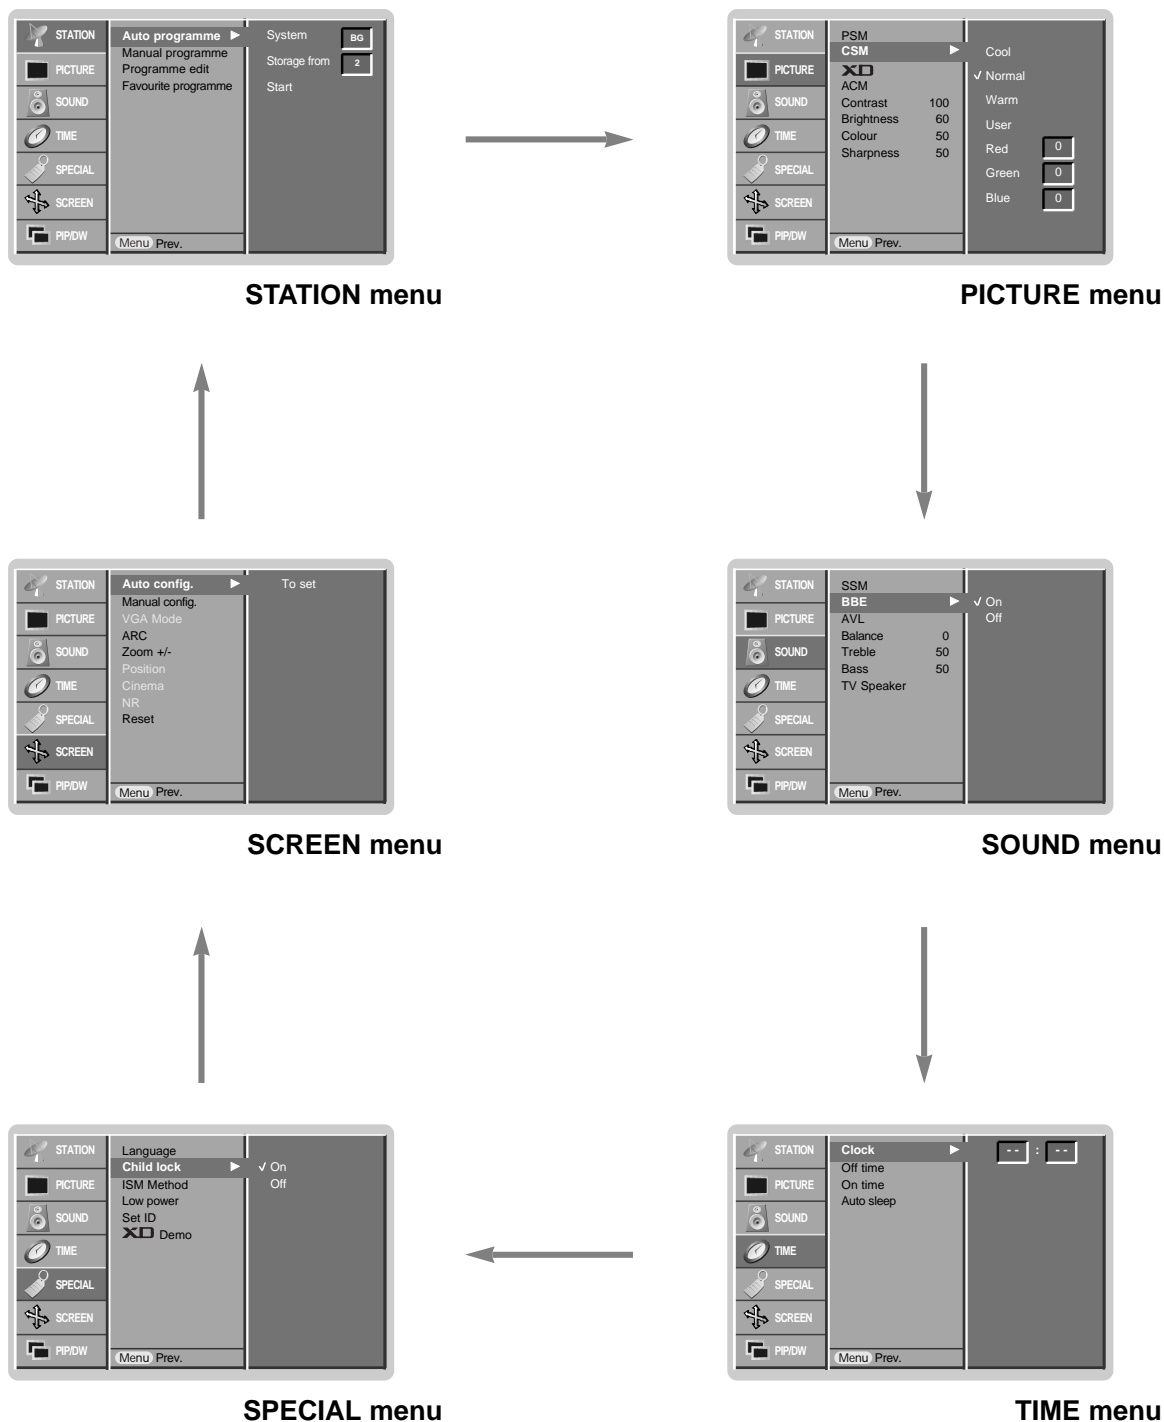 STATION
PICTURE
SOUND
TIME
SPECIAL
SCREEN
PIP/DW
Auto programme
Manual programme
Programme edit
Favourite programme
Menu Prev.
System BG
Storage from 2
Start
STATION menu
STATION
PICTURE
SOUND
TIME
SPECIAL
SCREEN
PIP/DW
PSM
CSM
XD
ACM
Contrast 100
Brightness 60
Colour 50
Sharpness 50
Menu Prev.
Cool
✓ Normal
Warm
User
Red 0
Green 0
Blue 0
PICTURE menu
STATION
PICTURE
SOUND
TIME
SPECIAL
SCREEN
PIP/DW
Auto config.
Manual config.
VGA Mode
ARC
Zoom +/-
Position
Cinema
NR
Reset
Menu Prev.
To set
SCREEN menu
STATION
PICTURE
SOUND
TIME
SPECIAL
SCREEN
PIP/DW
SSM
BBE
AVL
Balance 0
Treble 50
Bass 50
TV Speaker
Menu Prev.
✓ On
Off
SOUND menu
STATION
PICTURE
SOUND
TIME
SPECIAL
SCREEN
PIP/DW
Language
Child lock
ISM Method
Low power
Set ID
XD Demo
Menu Prev.
✓ On
Off
SPECIAL menu
STATION
PICTURE
SOUND
TIME
SPECIAL
SCREEN
PIP/DW
Clock
Off time
On time
Auto sleep
Menu Prev.
- - : - -
TIME menu